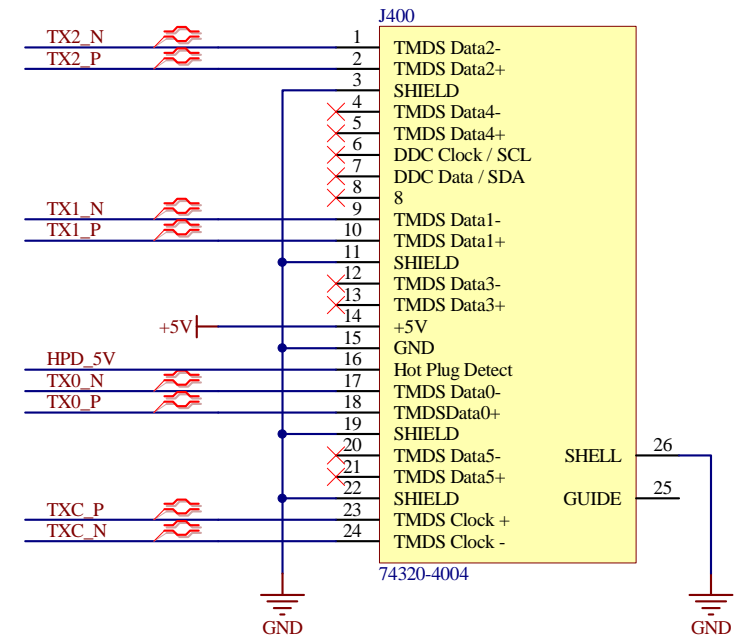 J400
TX2_N 1 TMDS Data2-
TX2_P 2 TMDS Data2+
3 SHIELD
4 TMDS Data4-
5 TMDS Data4+
6 DDC Clock / SCL
7 DDC Data / SDA
8 8
TX1_N 9 TMDS Data1-
TX1_P 10 TMDS Data1+
11 SHIELD
12 TMDS Data3-
13 TMDS Data3+
+5V 14 +5V
15 GND
HPD_5V 16 Hot Plug Detect
TX0_N 17 TMDS Data0-
TX0_P 18 TMDSData0+
19 SHIELD
20 TMDS Data5- SHELL 26
21 TMDS Data5+
22 SHIELD GUIDE 25
TXC_P 23 TMDS Clock +
TXC_N 24 TMDS Clock -
74320-4004
GND GND